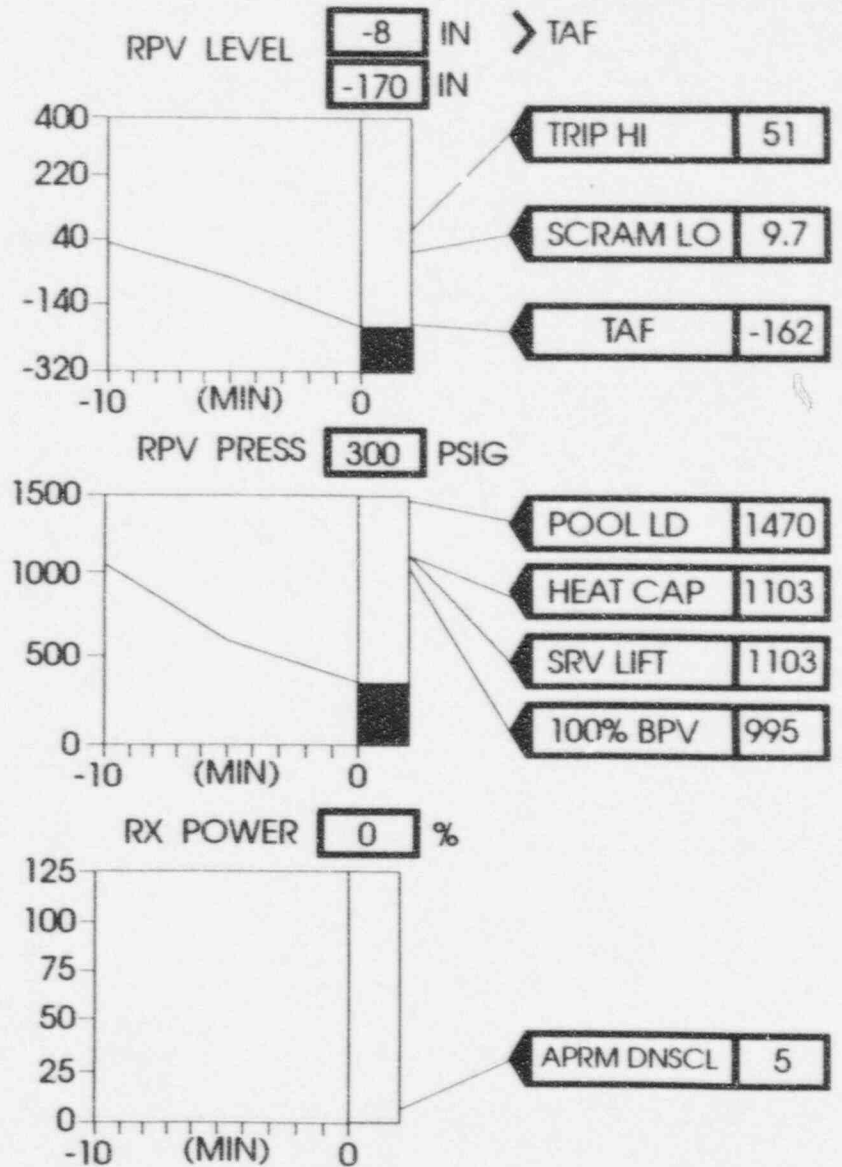 RPV LEVEL -8 IN > TAF
-170 IN
400
220
40
-140
-320
-10 (MIN) 0
TRIP HI 51
SCRAM LO 9.7
TAF -162
RPV PRESS 300 PSIG
1500
1000
500
0
-10 (MIN) 0
POOL LD 1470
HEAT CAP 1103
SRV LIFT 1103
100% BPV 995
RX POWER 0 %
125
100
75
50
25
0
-10 (MIN) 0
APRM DNSCL 5